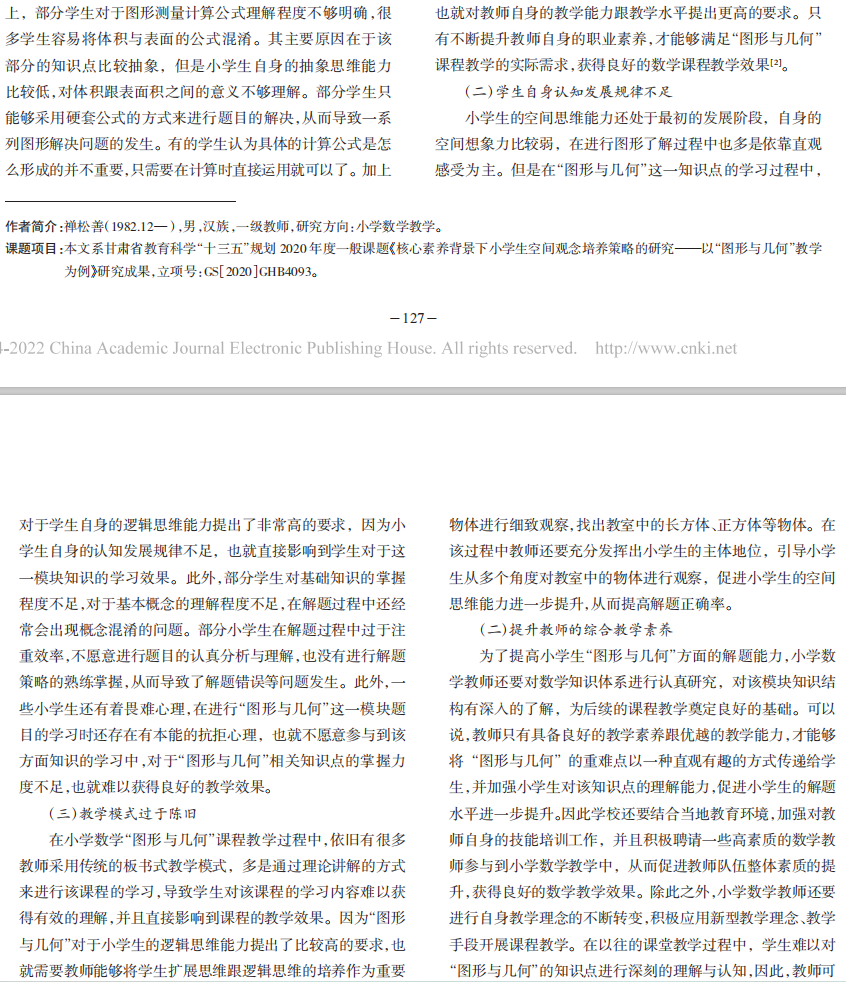 上，部分学生对于图形测量计算公式理解程度不够明确，很
多学生容易将体积与表面的公式混淆。其主要原因在于该
部分的知识点比较抽象，但是小学生自身的抽象思维能力
比较低，对体积跟表面积之间的意义不够理解。部分学生只
能够采用硬套公式的方式来进行题目的解决，从而导致一系
列图形解决问题的发生。有的学生认为具体的计算公式是怎
么形成的并不重要，只需要在计算时直接运用就可以了。加上
也就对教师自身的教学能力跟教学水平提出更高的要求。只
有不断提升教师自身的职业素养，才能够满足“图形与几何”
课程教学的实际需求，获得良好的数学课程教学效果[2]。
（二）学生自身认知发展规律不足
小学生的空间思维能力还处于最初的发展阶段，自身的
空间想象力比较弱，在进行图形了解过程中也多是依靠直观
感受为主。但是在“图形与几何”这一知识点的学习过程中，
作者简介：禅松善（1982.12—），男，汉族，一级教师，研究方向：小学数学教学。
课题项目：本文系甘肃省教育科学“十三五”规划 2020 年度一般课题《核心素养背景下小学生空间观念培养策略的研究——以“图形与几何”教学
为例》研究成果，立项号：GS［2020］GHB4093。
－127－
4-2022 China Academic Journal Electronic Publishing House. All rights reserved. http://www.cnki.net
对于学生自身的逻辑思维能力提出了非常高的要求，因为小
学生自身的认知发展规律不足，也就直接影响到学生对于这
一模块知识的学习效果。此外，部分学生对基础知识的掌握
程度不足，对于基本概念的理解程度不足，在解题过程中还经
常会出现概念混淆的问题。部分小学生在解题过程中过于注
重效率，不愿意进行题目的认真分析与理解，也没有进行解题
策略的熟练掌握，从而导致了解题错误等问题发生。此外，一
些小学生还有着畏难心理，在进行“图形与几何”这一模块题
目的学习时还存在有本能的抗拒心理，也就不愿意参与到该
方面知识的学习中，对于“图形与几何”相关知识点的掌握力
度不足，也就难以获得良好的教学效果。
（三）教学模式过于陈旧
在小学数学“图形与几何”课程教学过程中，依旧有很多
教师采用传统的板书式教学模式，多是通过理论讲解的方式
来进行该课程的学习，导致学生对该课程的学习内容难以获
得有效的理解，并且直接影响到课程的教学效果。因为“图形
与几何”对于小学生的逻辑思维能力提出了比较高的要求，也
就需要教师能够将学生扩展思维跟逻辑思维的培养作为重要
物体进行细致观察，找出教室中的长方体、正方体等物体。在
该过程中教师还要充分发挥出小学生的主体地位，引导小学
生从多个角度对教室中的物体进行观察，促进小学生的空间
思维能力进一步提升，从而提高解题正确率。
（二）提升教师的综合教学素养
为了提高小学生“图形与几何”方面的解题能力，小学数
学教师还要对数学知识体系进行认真研究，对该模块知识结
构有深入的了解，为后续的课程教学奠定良好的基础。可以
说，教师只有具备良好的教学素养跟优越的教学能力，才能够
将“图形与几何”的重难点以一种直观有趣的方式传递给学
生，并加强小学生对该知识点的理解能力，促进小学生的解题
水平进一步提升。因此学校还要结合当地教育环境，加强对教
师自身的技能培训工作，并且积极聘请一些高素质的数学教
师参与到小学数学教学中，从而促进教师队伍整体素质的提
升，获得良好的数学教学效果。除此之外，小学数学教师还要
进行自身教学理念的不断转变，积极应用新型教学理念、教学
手段开展课程教学。在以往的课堂教学过程中，学生难以对
“图形与几何”的知识点进行深刻的理解与认知，因此，教师可